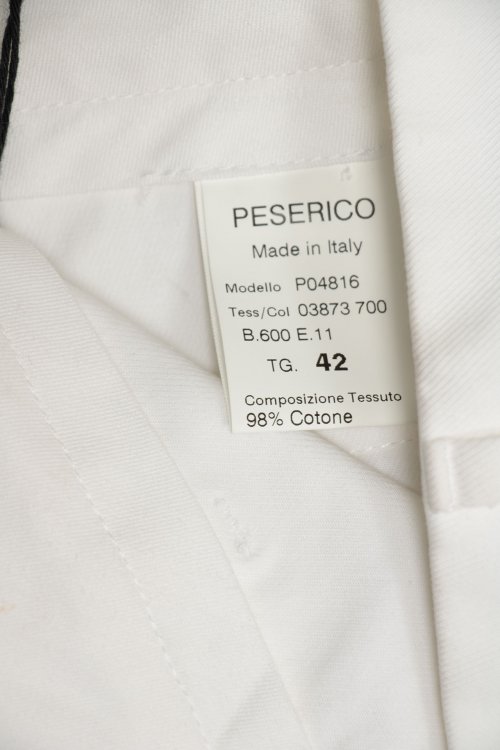 PESERICO
Made in Italy
Modello P04816
Tess/Col 03873 700
B.600 E.11
TG. 42
Composizione Tessuto
98% Cotone